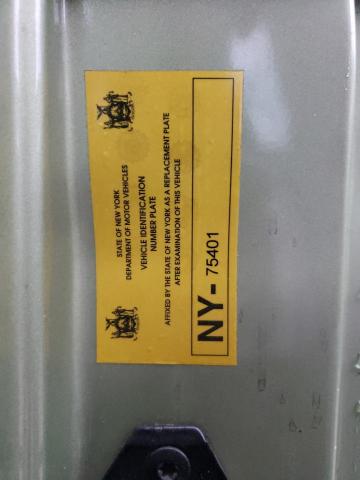 STATE OF NEW YORK
DEPARTMENT OF MOTOR VEHICLES
VEHICLE IDENTIFICATION
NUMBER PLATE
AFFIXED BY THE STATE OF NEW YORK AS A REPLACEMENT PLATE
AFTER EXAMINATION OF THIS VEHICLE
NY- 75401